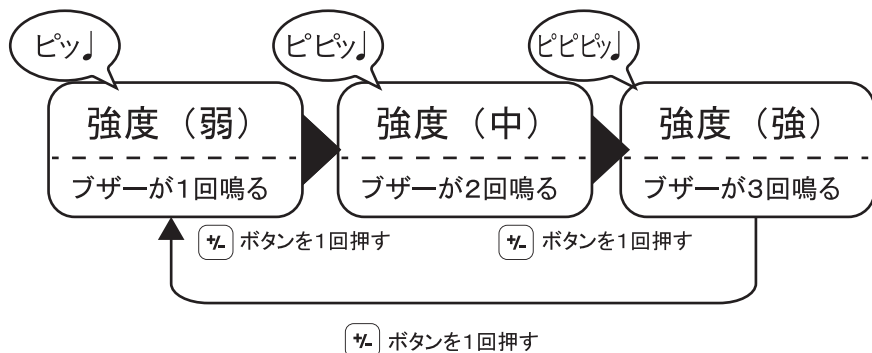 ピッ♩
ピピッ♩
ピピピッ♩
強度（弱）
ブザーが1回鳴る
強度（中）
ブザーが2回鳴る
強度（強）
ブザーが3回鳴る
+/- ボタンを1回押す
+/- ボタンを1回押す
+/- ボタンを1回押す